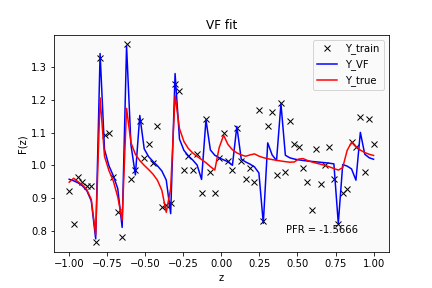 VF fit
Y_train
Y_VF
Y_true
F(z)
1.3
1.2
1.1
1.0
0.9
0.8
PFR = -1.5666
−1.00 −0.75 −0.50 −0.25 0.00 0.25 0.50 0.75 1.00
z